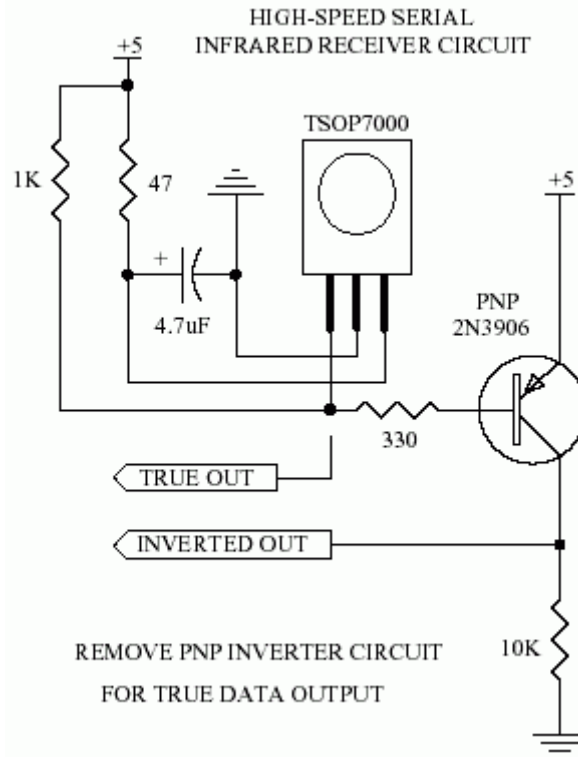 HIGH-SPEED SERIAL
INFRARED RECEIVER CIRCUIT
+5
TSOP7000
1K
47
+5
+
4.7uF
PNP
2N3906
330
TRUE OUT
INVERTED OUT
REMOVE PNP INVERTER CIRCUIT
FOR TRUE DATA OUTPUT
10K